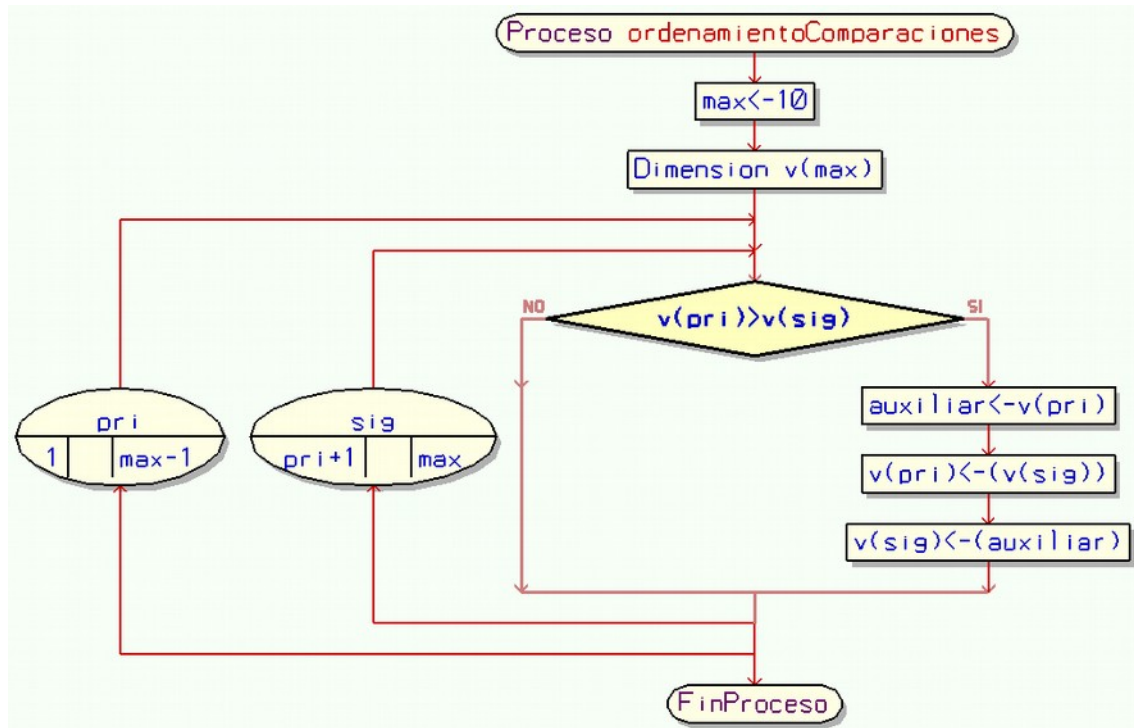 Proceso ordenamientoComparaciones
max<-10
Dimension v(max)
NO
v(pri)>v(sig)
SI
pri
1
max-1
sig
pri+1
max
auxiliar<-v(pri)
v(pri)<-(v(sig))
v(sig)<-(auxiliar)
FinProceso